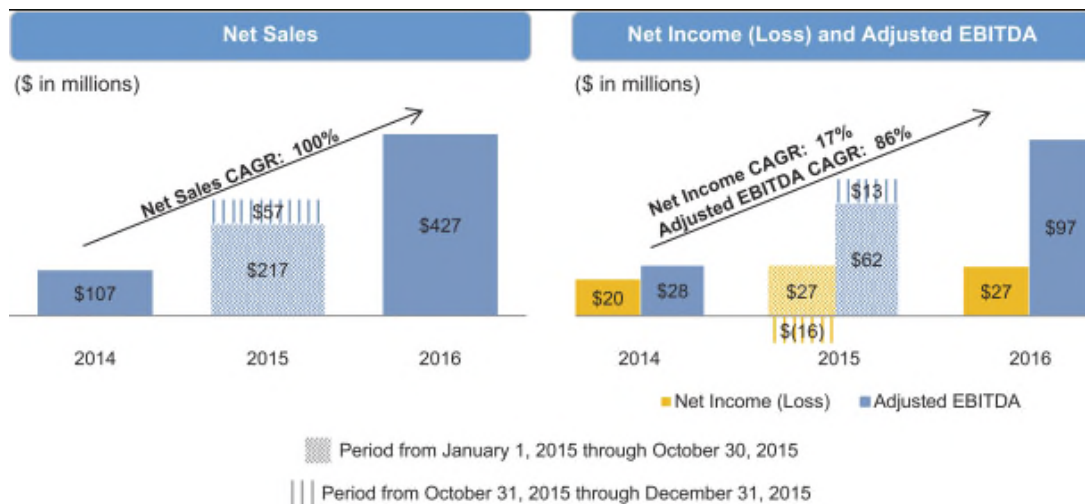 Net Sales
($ in millions)
Net Sales CAGR: 100%
$57
$217
$107
$427
2014
2015
2016
Net Income (Loss) and Adjusted EBITDA
($ in millions)
Net Income CAGR: 17%
Adjusted EBITDA CAGR: 86%
$13
$62
$97
$20
$28
$27
$27
$(16)
2014
2015
2016
Net Income (Loss)
Adjusted EBITDA
Period from January 1, 2015 through October 30, 2015
Period from October 31, 2015 through December 31, 2015